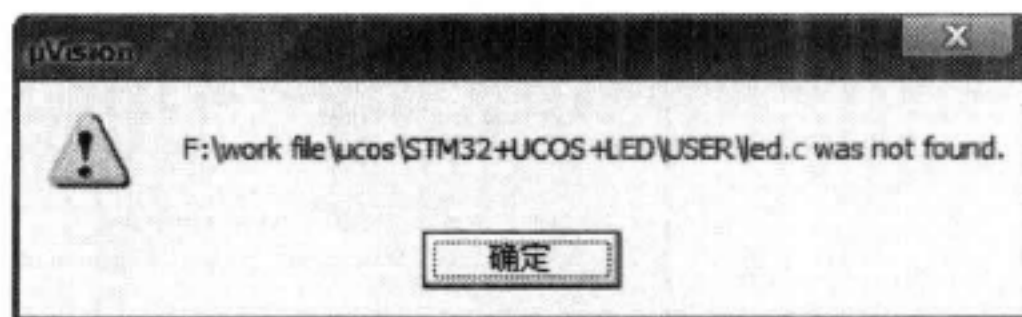 μVision
F:\work file\ucos\STM32+UCOS+LED\USER\led.c was not found.
确定